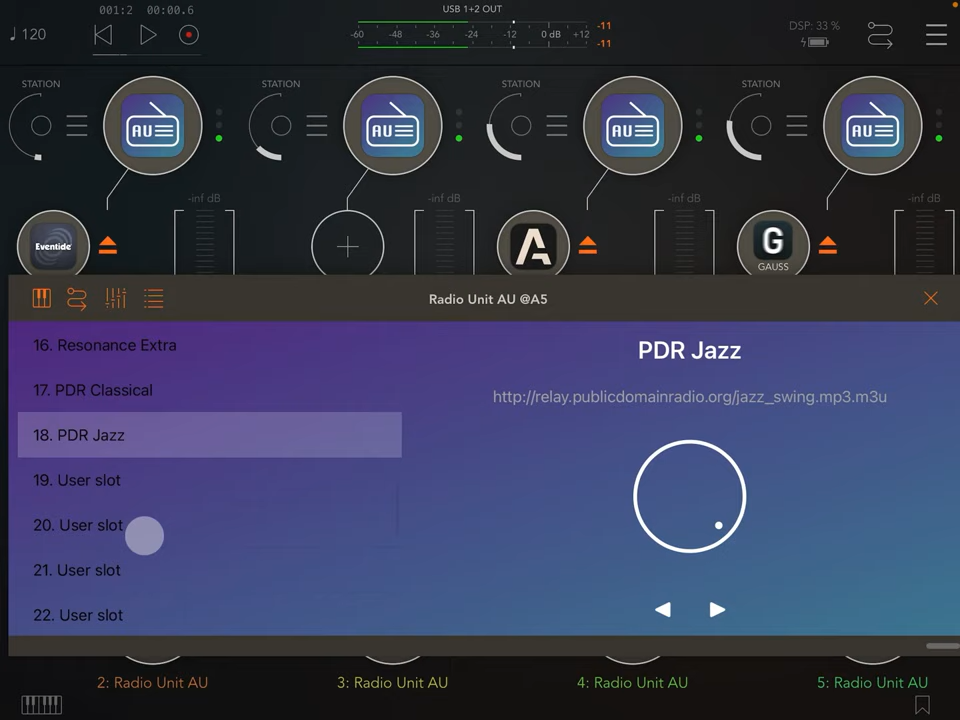 001:2 00:00.6
USB 1+2 OUT
♩120
-60 -48 -36 -24 -12 0 dB +12
-11
-11
DSP: 33 %
STATION STATION STATION STATION
AU AU AU AU
-inf dB -inf dB -inf dB -inf dB
Eventide
A
G
GAUSS
Radio Unit AU @A5
16. Resonance Extra
17. PDR Classical
18. PDR Jazz
19. User slot
20. User slot
21. User slot
22. User slot
PDR Jazz
http://relay.publicdomainradio.org/jazz_swing.mp3.m3u
2: Radio Unit AU 3: Radio Unit AU 4: Radio Unit AU 5: Radio Unit AU